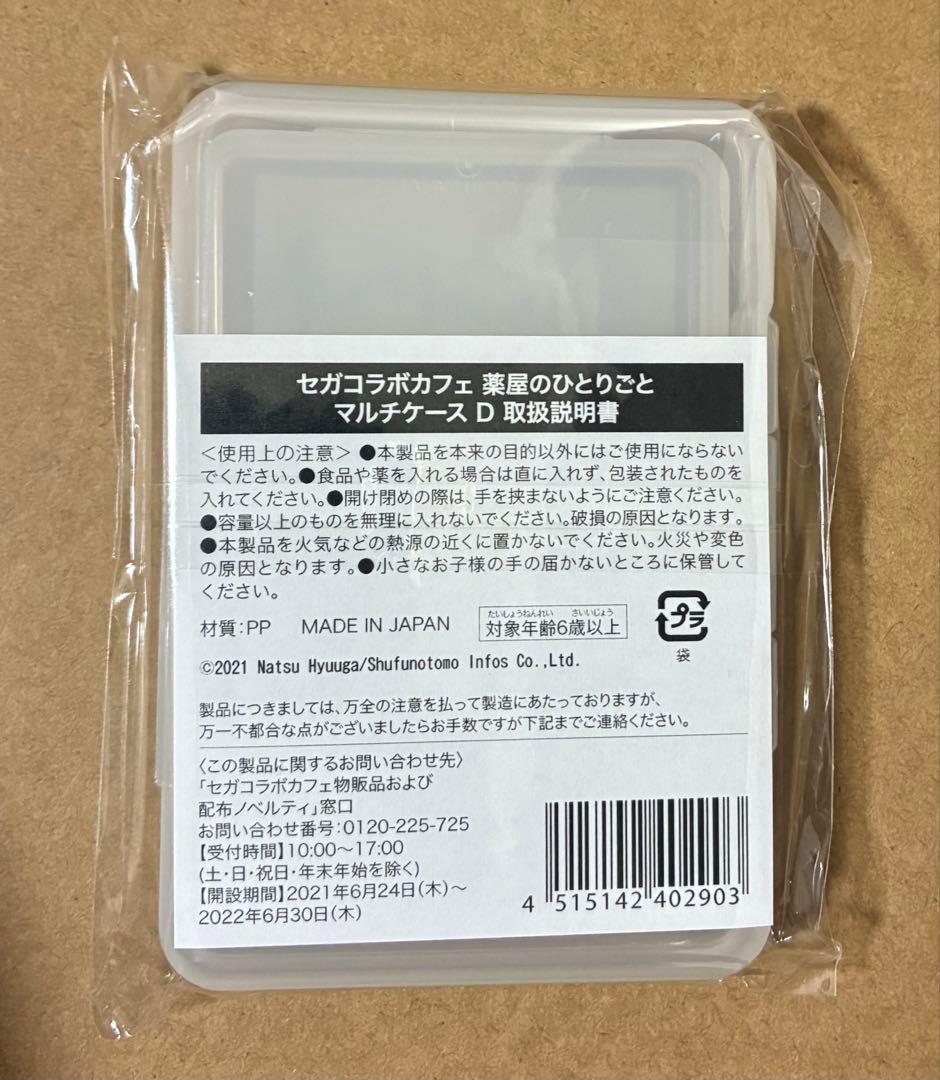 セガコラボカフェ 薬屋のひとりごと
マルチケース D 取扱説明書
＜使用上の注意＞ ●本製品を本来の目的以外にはご使用にならない
でください。●食品や薬を入れる場合は直に入れず、包装されたものを
入れてください。●開け閉めの際は、手を挟まないようにご注意ください。
●容量以上のものを無理に入れないでください。破損の原因となります。
●本製品を火気などの熱源の近くに置かないでください。火災や変色
の原因となります。●小さなお子様の手の届かないところに保管して
ください。
材質：PP MADE IN JAPAN
たいしょうねんれい さいいじょう
対象年齢6歳以上
プラ
袋
©2021 Natsu Hyuuga/Shufunotomo Infos Co.,Ltd.
製品につきましては、万全の注意を払って製造にあたっておりますが、
万一不都合な点がございましたらお手数ですが下記までご連絡ください。
〈この製品に関するお問い合わせ先〉
「セガコラボカフェ物販品および
配布ノベルティ」窓口
お問い合わせ番号：0120-225-725
【受付時間】10:00～17:00
(土・日・祝日・年末年始を除く)
【開設期間】2021年6月24日(木)～
2022年6月30日(木)
4 515142 402903